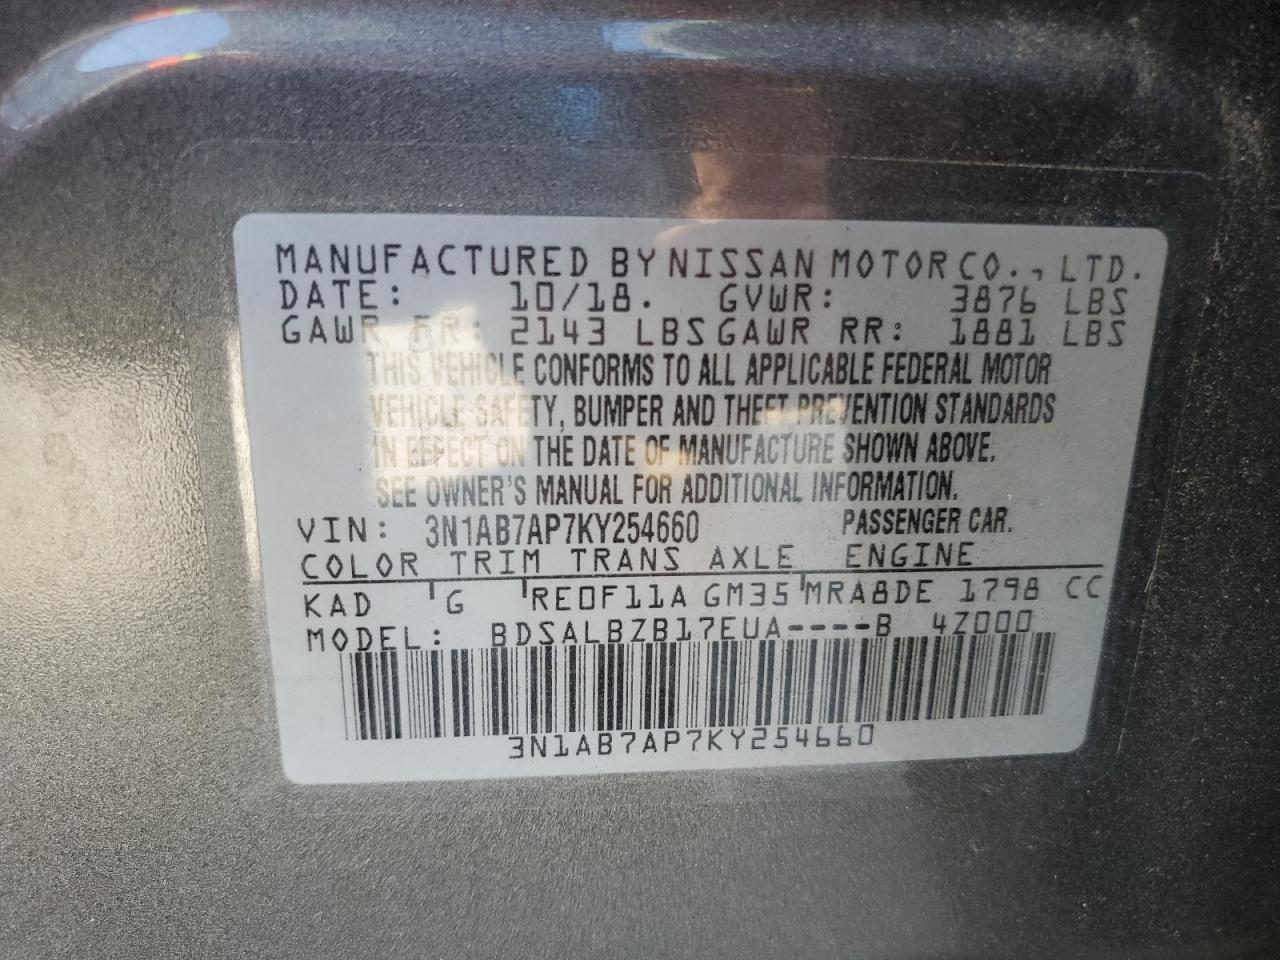 MANUFACTURED BY NISSAN MOTOR CO., LTD.
DATE: 10/18. GVWR: 3876 LBS
GAWR FR: 2143 LBS GAWR RR: 1881 LBS
THIS VEHICLE CONFORMS TO ALL APPLICABLE FEDERAL MOTOR
VEHICLE SAFETY, BUMPER AND THEFT PREVENTION STANDARDS
IN EFFECT ON THE DATE OF MANUFACTURE SHOWN ABOVE.
SEE OWNER'S MANUAL FOR ADDITIONAL INFORMATION.
VIN: 3N1AB7AP7KY254660 PASSENGER CAR.
COLOR TRIM TRANS AXLE ENGINE
KAD G RE0F11A GM35 MRA8DE 1798 CC
MODEL: BDSALBZB17EUA----B 4Z000
3N1AB7AP7KY254660